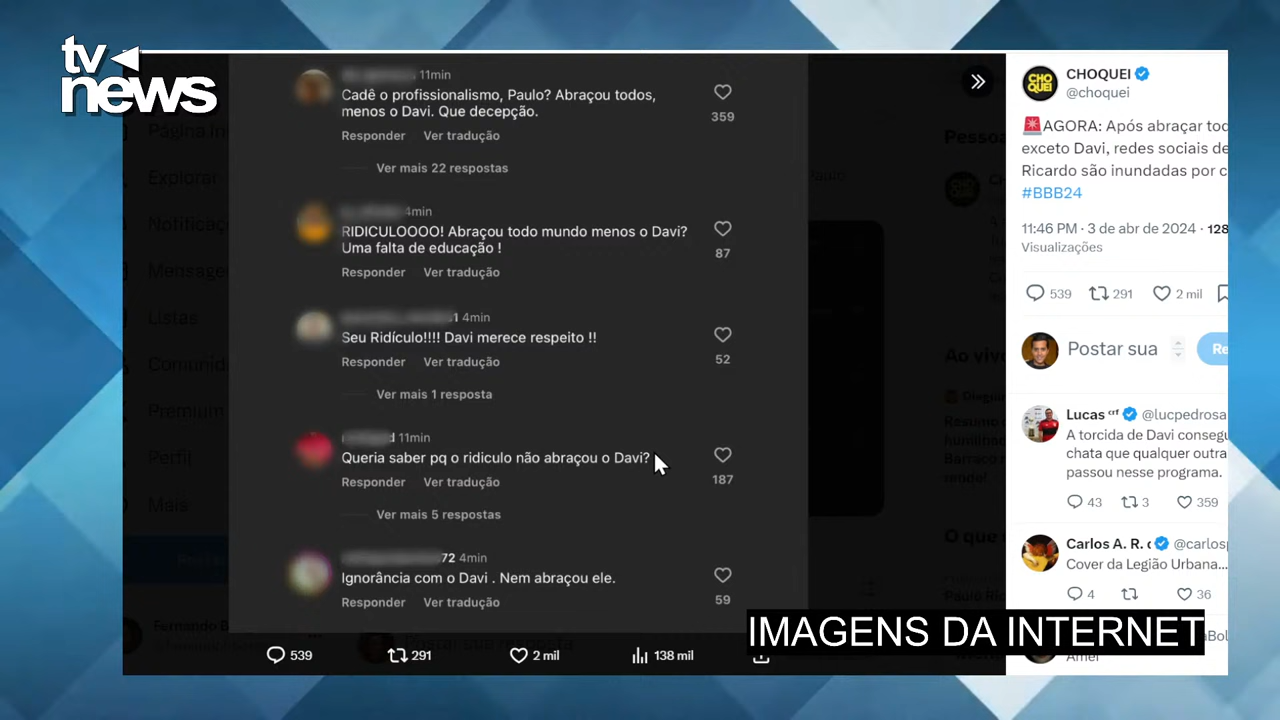 tv
news
11min
Cadê o profissionalismo, Paulo? Abraçou todos,
menos o Davi. Que decepção.
359
Responder Ver tradução
Ver mais 22 respostas
4min
RIDICULOOOO! Abraçou todo mundo menos o Davi?
Uma falta de educação !
87
Responder Ver tradução
1 4min
Seu Ridículo!!!! Davi merece respeito !!
52
Responder Ver tradução
Ver mais 1 resposta
11min
Queria saber pq o ridiculo não abraçou o Davi?
187
Responder Ver tradução
Ver mais 5 respostas
72 4min
Ignorância com o Davi . Nem abraçou ele.
59
Responder Ver tradução
539 291 2 mil 138 mil
Explorar
Notificaç
Mensage
Listas
Comunid
Premium
Perfil
Mais
Pessoa
Ao vivo
O que
CHO
QUEI
CHOQUEI
@choquei
AGORA: Após abraçar tod
exceto Davi, redes sociais de
Ricardo são inundadas por c
#BBB24
11:46 PM · 3 de abr de 2024 · 128
Visualizações
539 291 2 mil
Postar sua Re
Lucas crf @lucpedrosa
A torcida de Davi consegu
chata que qualquer outra
passou nesse programa.
43 3 359
Carlos A. R. c @carlosp
Cover da Legião Urbana...
4 36
IMAGENS DA INTERNET
Amei